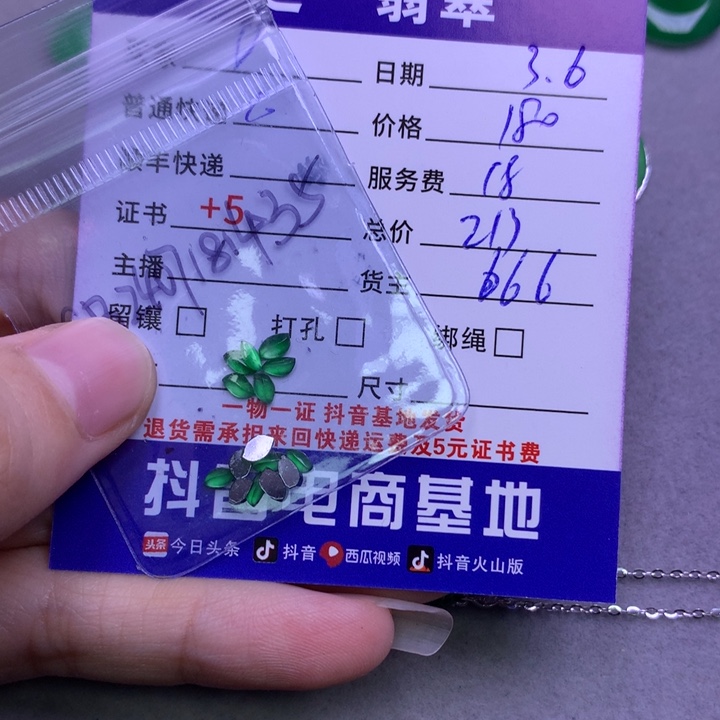 翡翠
日期 3.6
普通快递 价格 180
顺丰快递 服务费 18
证书 +5 总价 213
主播 货主 666
留镶 □ 打孔 □ 绑绳 □
尺寸
一物一证 抖音基地发货
退货需承担来回快递运费及5元证书费
抖音电商基地
头条 今日头条 抖音 西瓜视频 抖音火山版